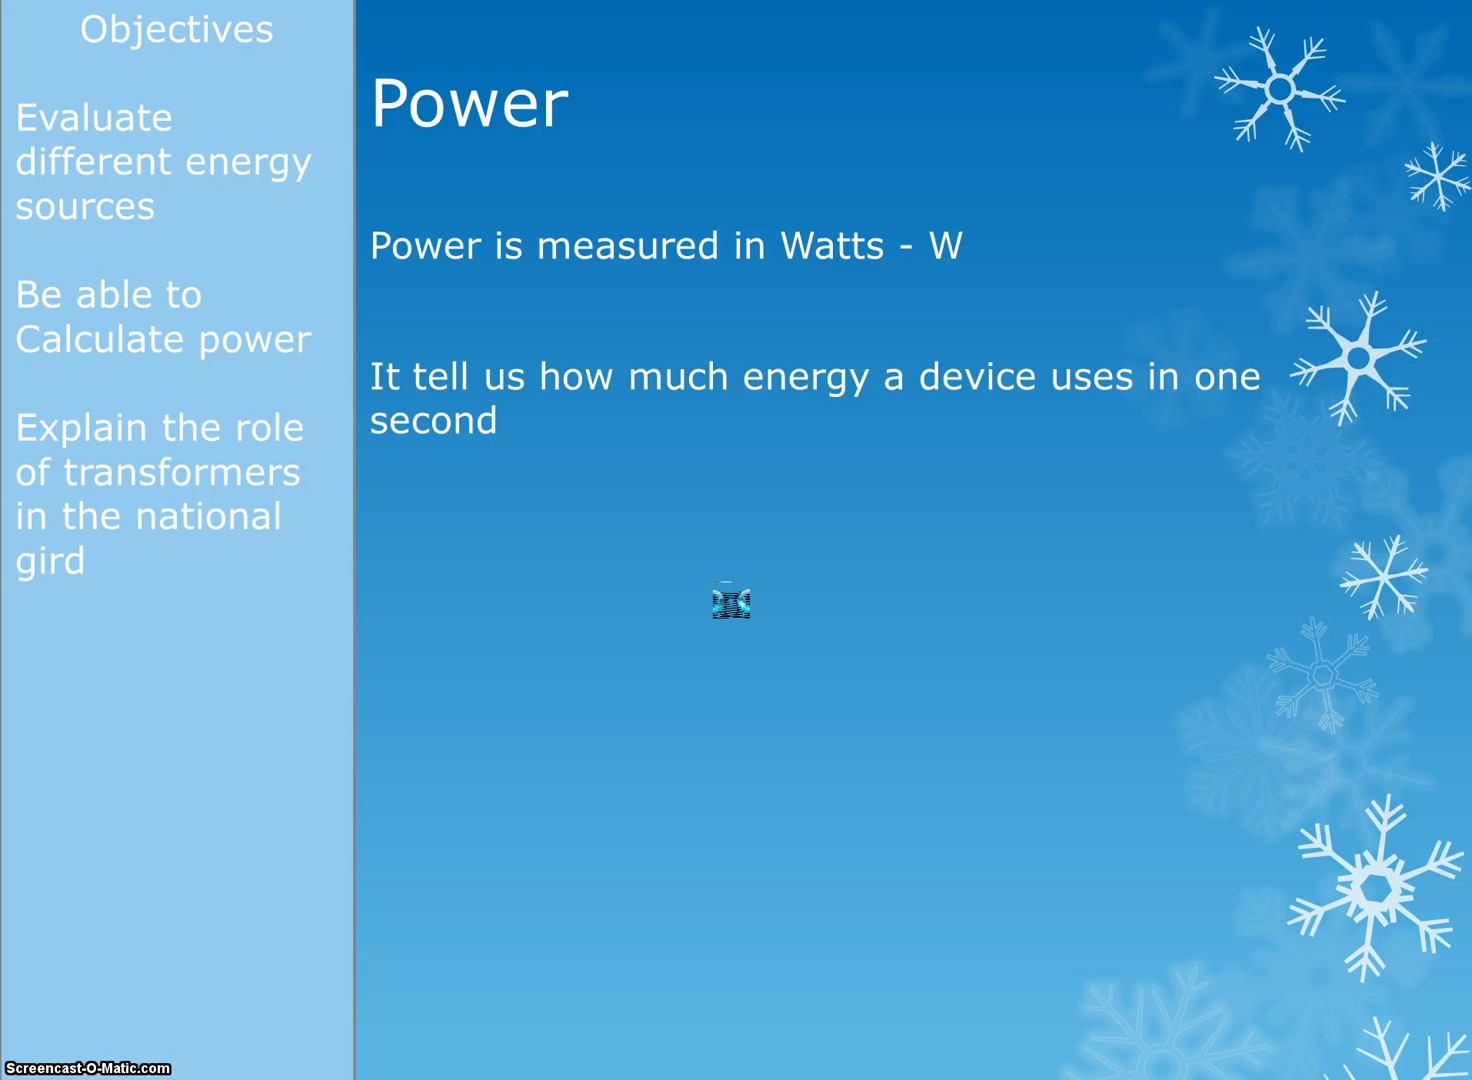 Objectives
Evaluate
different energy
sources
Be able to
Calculate power
Explain the role
of transformers
in the national
gird
Power
Power is measured in Watts - W
It tell us how much energy a device uses in one
second
Screencast-O-Matic.com